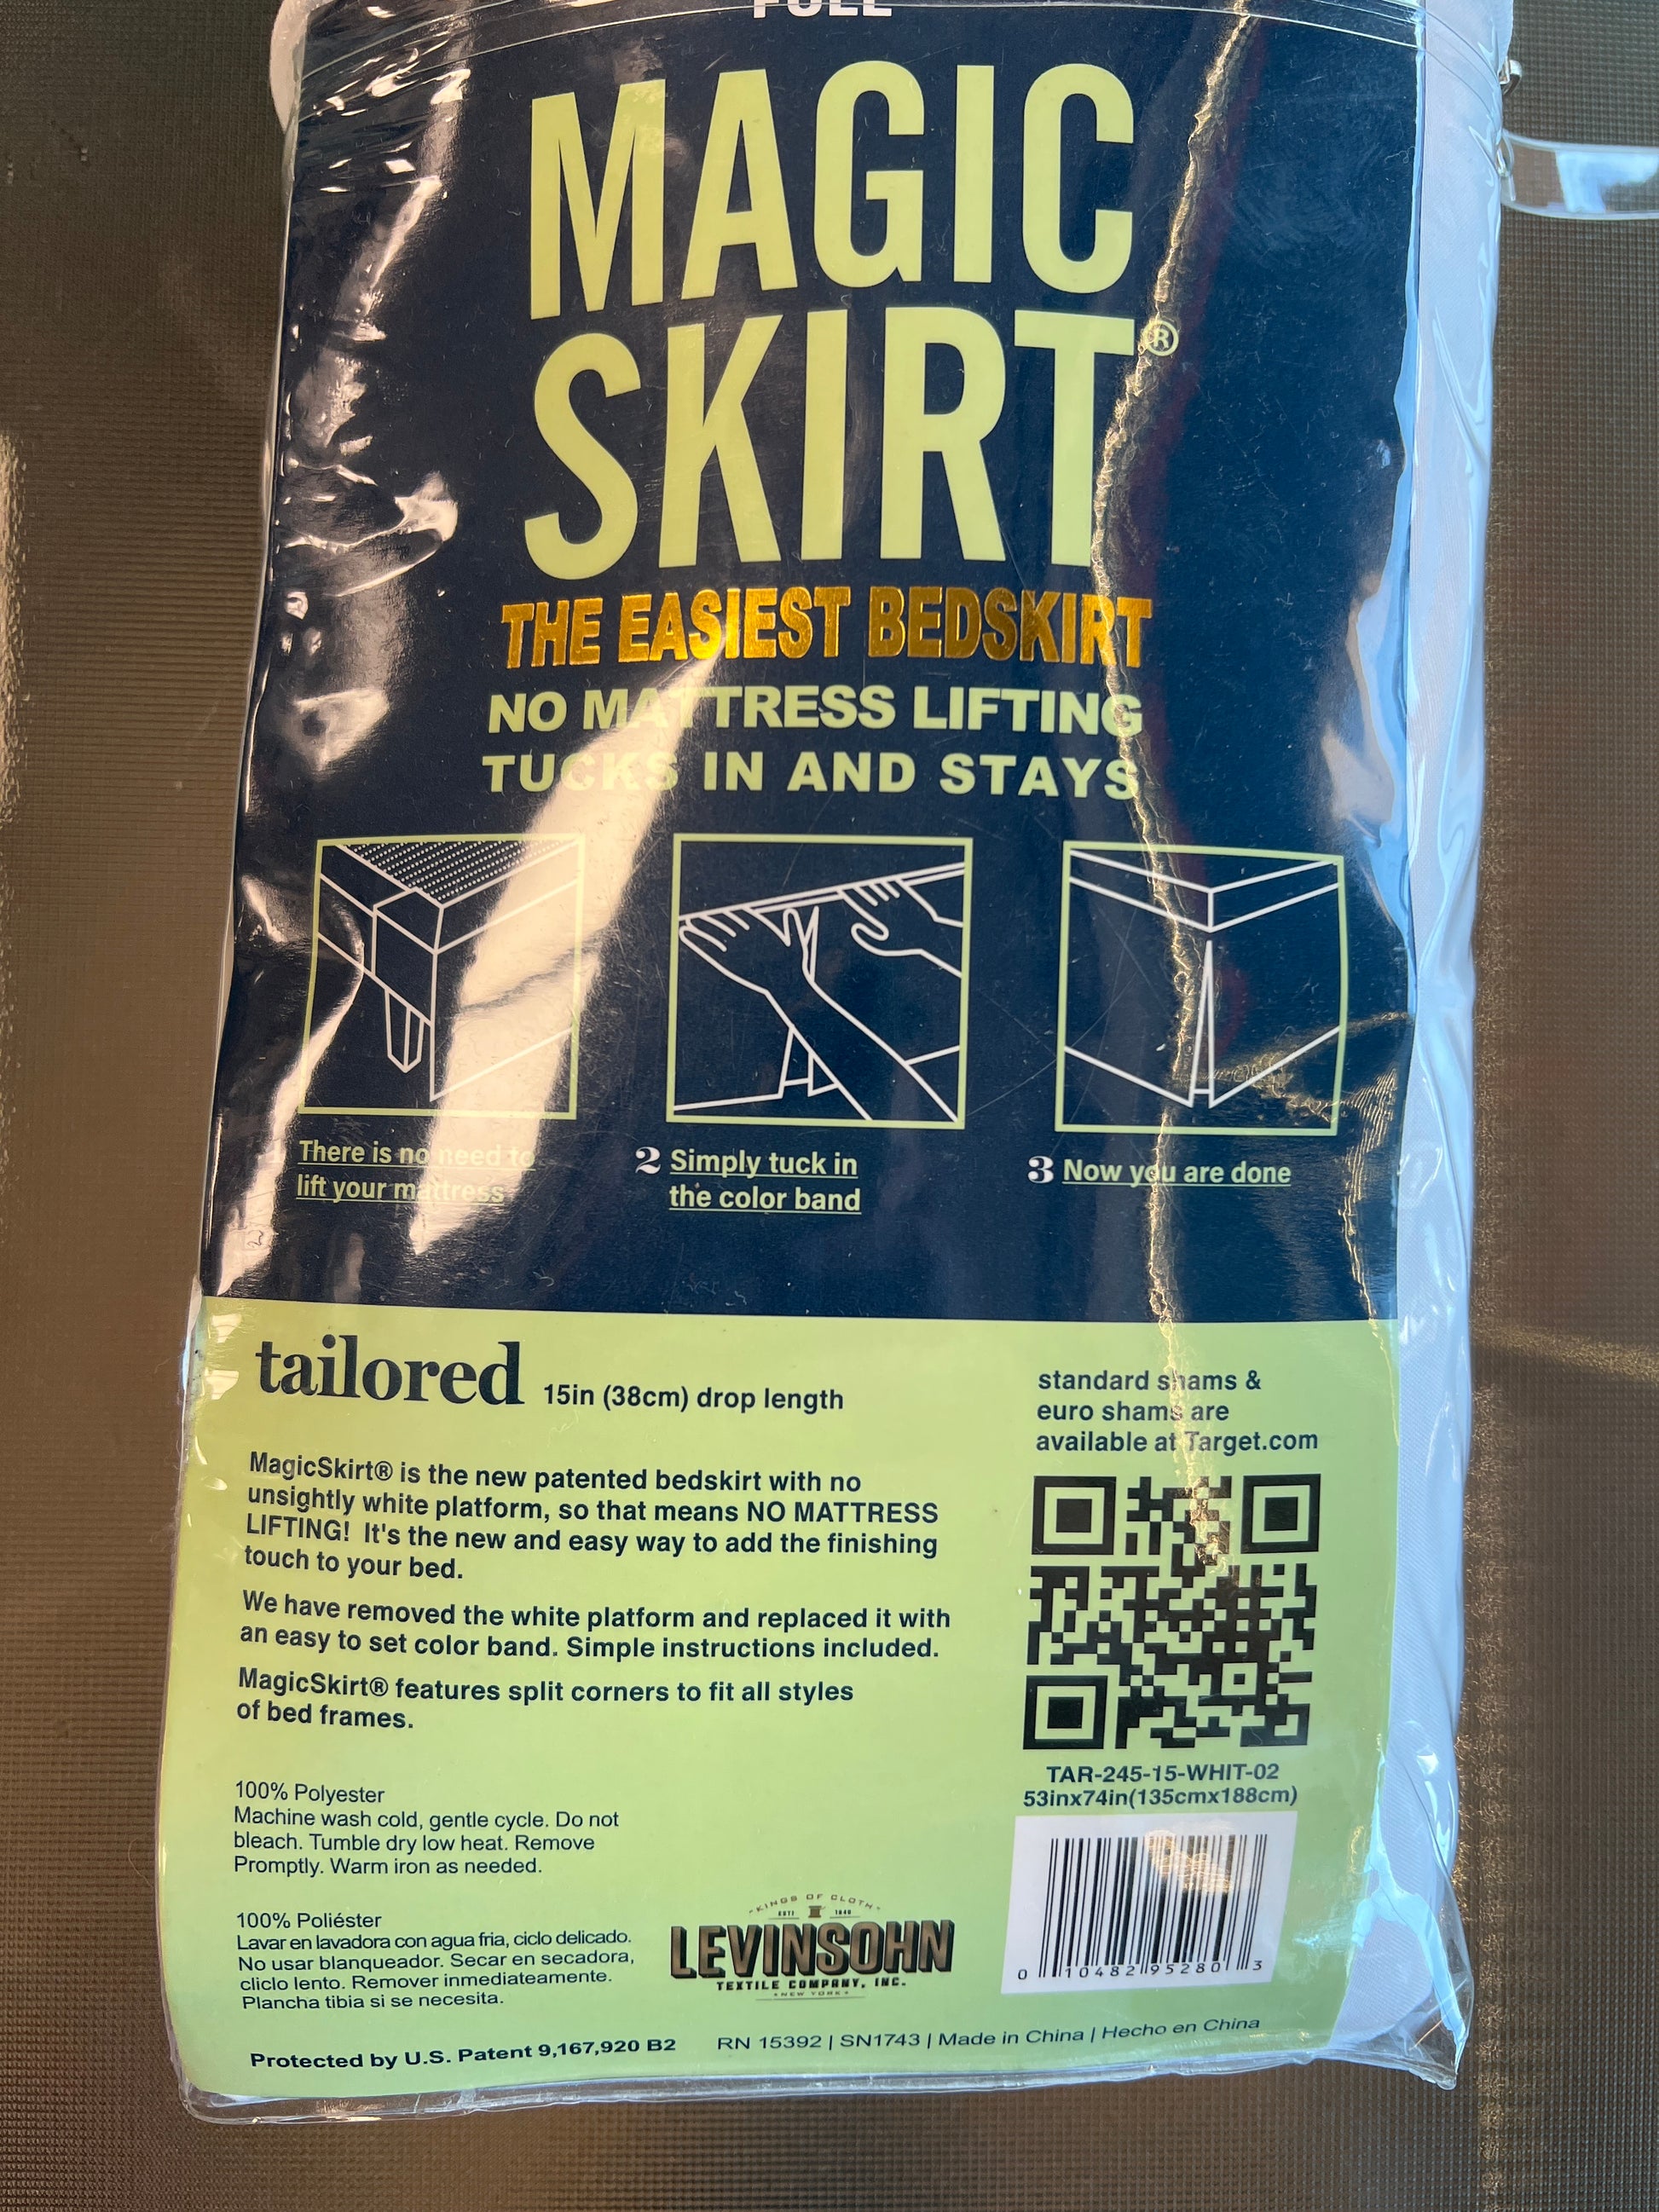 FULL
MAGIC
SKIRT®
THE EASIEST BEDSKIRT
NO MATTRESS LIFTING
TUCKS IN AND STAYS
1 There is no need to
lift your mattress
2 Simply tuck in
the color band
3 Now you are done
tailored 15in (38cm) drop length
MagicSkirt® is the new patented bedskirt with no
unsightly white platform, so that means NO MATTRESS
LIFTING! It's the new and easy way to add the finishing
touch to your bed.
We have removed the white platform and replaced it with
an easy to set color band. Simple instructions included.
MagicSkirt® features split corners to fit all styles
of bed frames.
standard shams &
euro shams are
available at Target.com
TAR-245-15-WHIT-02
53inx74in(135cmx188cm)
0 10482 95280 3
100% Polyester
Machine wash cold, gentle cycle. Do not
bleach. Tumble dry low heat. Remove
Promptly. Warm iron as needed.
100% Poliéster
Lavar en lavadora con agua fria, ciclo delicado.
No usar blanqueador. Secar en secadora,
cliclo lento. Remover inmediateamente.
Plancha tibia si se necesita.
KINGS OF CLOTH
LEVINSOHN
TEXTILE COMPANY, INC.
NEW YORK
Protected by U.S. Patent 9,167,920 B2
RN 15392 | SN1743 | Made in China | Hecho en China